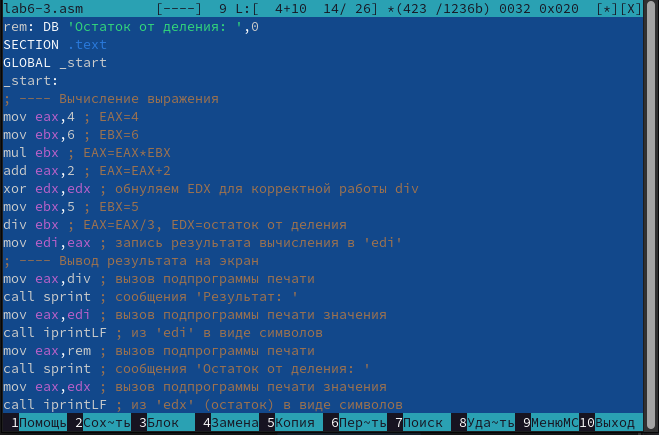 lab6-3.asm [----] 9 L:[ 4+10 14/ 26] *(423 /1236b) 0032 0x020 [*][X]
rem: DB 'Остаток от деления: ',0
SECTION .text
GLOBAL _start
_start:
; ---- Вычисление выражения
mov eax,4 ; EAX=4
mov ebx,6 ; EBX=6
mul ebx ; EAX=EAX*EBX
add eax,2 ; EAX=EAX+2
xor edx,edx ; обнуляем EDX для корректной работы div
mov ebx,5 ; EBX=5
div ebx ; EAX=EAX/3, EDX=остаток от деления
mov edi,eax ; запись результата вычисления в 'edi'
; ---- Вывод результата на экран
mov eax,div ; вызов подпрограммы печати
call sprint ; сообщения 'Результат: '
mov eax,edi ; вызов подпрограммы печати значения
call iprintLF ; из 'edi' в виде символов
mov eax,rem ; вызов подпрограммы печати
call sprint ; сообщения 'Остаток от деления: '
mov eax,edx ; вызов подпрограммы печати значения
call iprintLF ; из 'edx' (остаток) в виде символов
1Помощь 2Сох~ть 3Блок 4Замена 5Копия 6Пер~ть 7Поиск 8Уда~ть 9МенюМС 10Выход